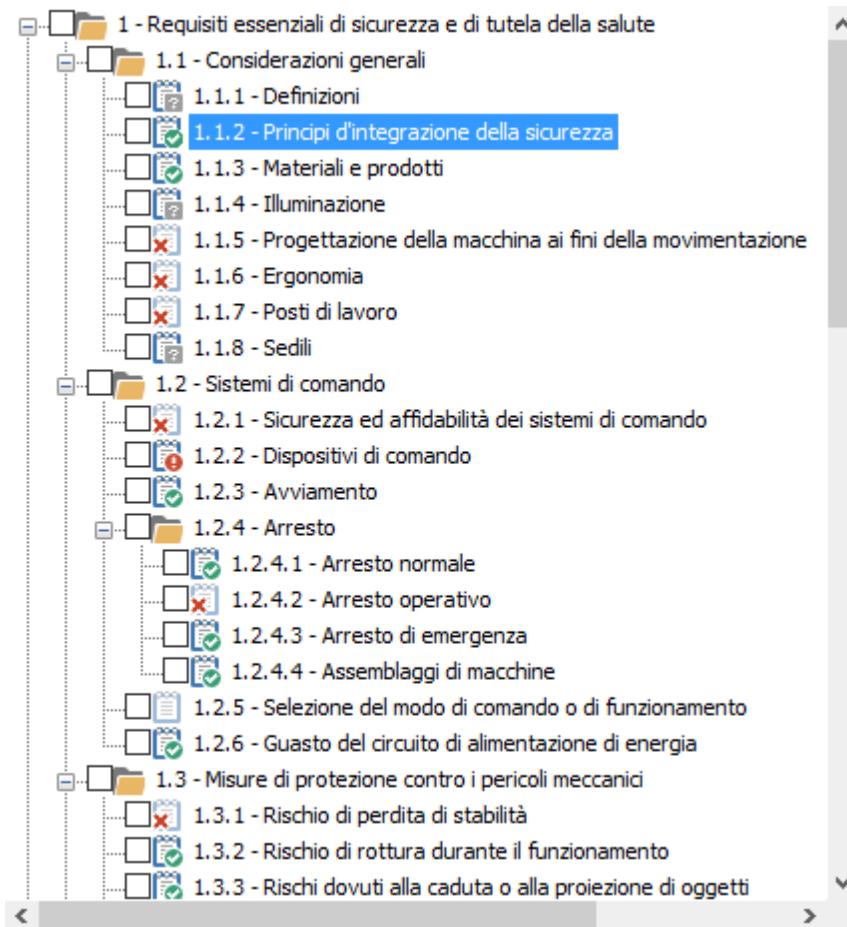 1 - Requisiti essenziali di sicurezza e di tutela della salute
1.1 - Considerazioni generali
1.1.1 - Definizioni
1.1.2 - Principi d'integrazione della sicurezza
1.1.3 - Materiali e prodotti
1.1.4 - Illuminazione
1.1.5 - Progettazione della macchina ai fini della movimentazione
1.1.6 - Ergonomia
1.1.7 - Posti di lavoro
1.1.8 - Sedili
1.2 - Sistemi di comando
1.2.1 - Sicurezza ed affidabilità dei sistemi di comando
1.2.2 - Dispositivi di comando
1.2.3 - Avviamento
1.2.4 - Arresto
1.2.4.1 - Arresto normale
1.2.4.2 - Arresto operativo
1.2.4.3 - Arresto di emergenza
1.2.4.4 - Assemblaggi di macchine
1.2.5 - Selezione del modo di comando o di funzionamento
1.2.6 - Guasto del circuito di alimentazione di energia
1.3 - Misure di protezione contro i pericoli meccanici
1.3.1 - Rischio di perdita di stabilità
1.3.2 - Rischio di rottura durante il funzionamento
1.3.3 - Rischi dovuti alla caduta o alla proiezione di oggetti